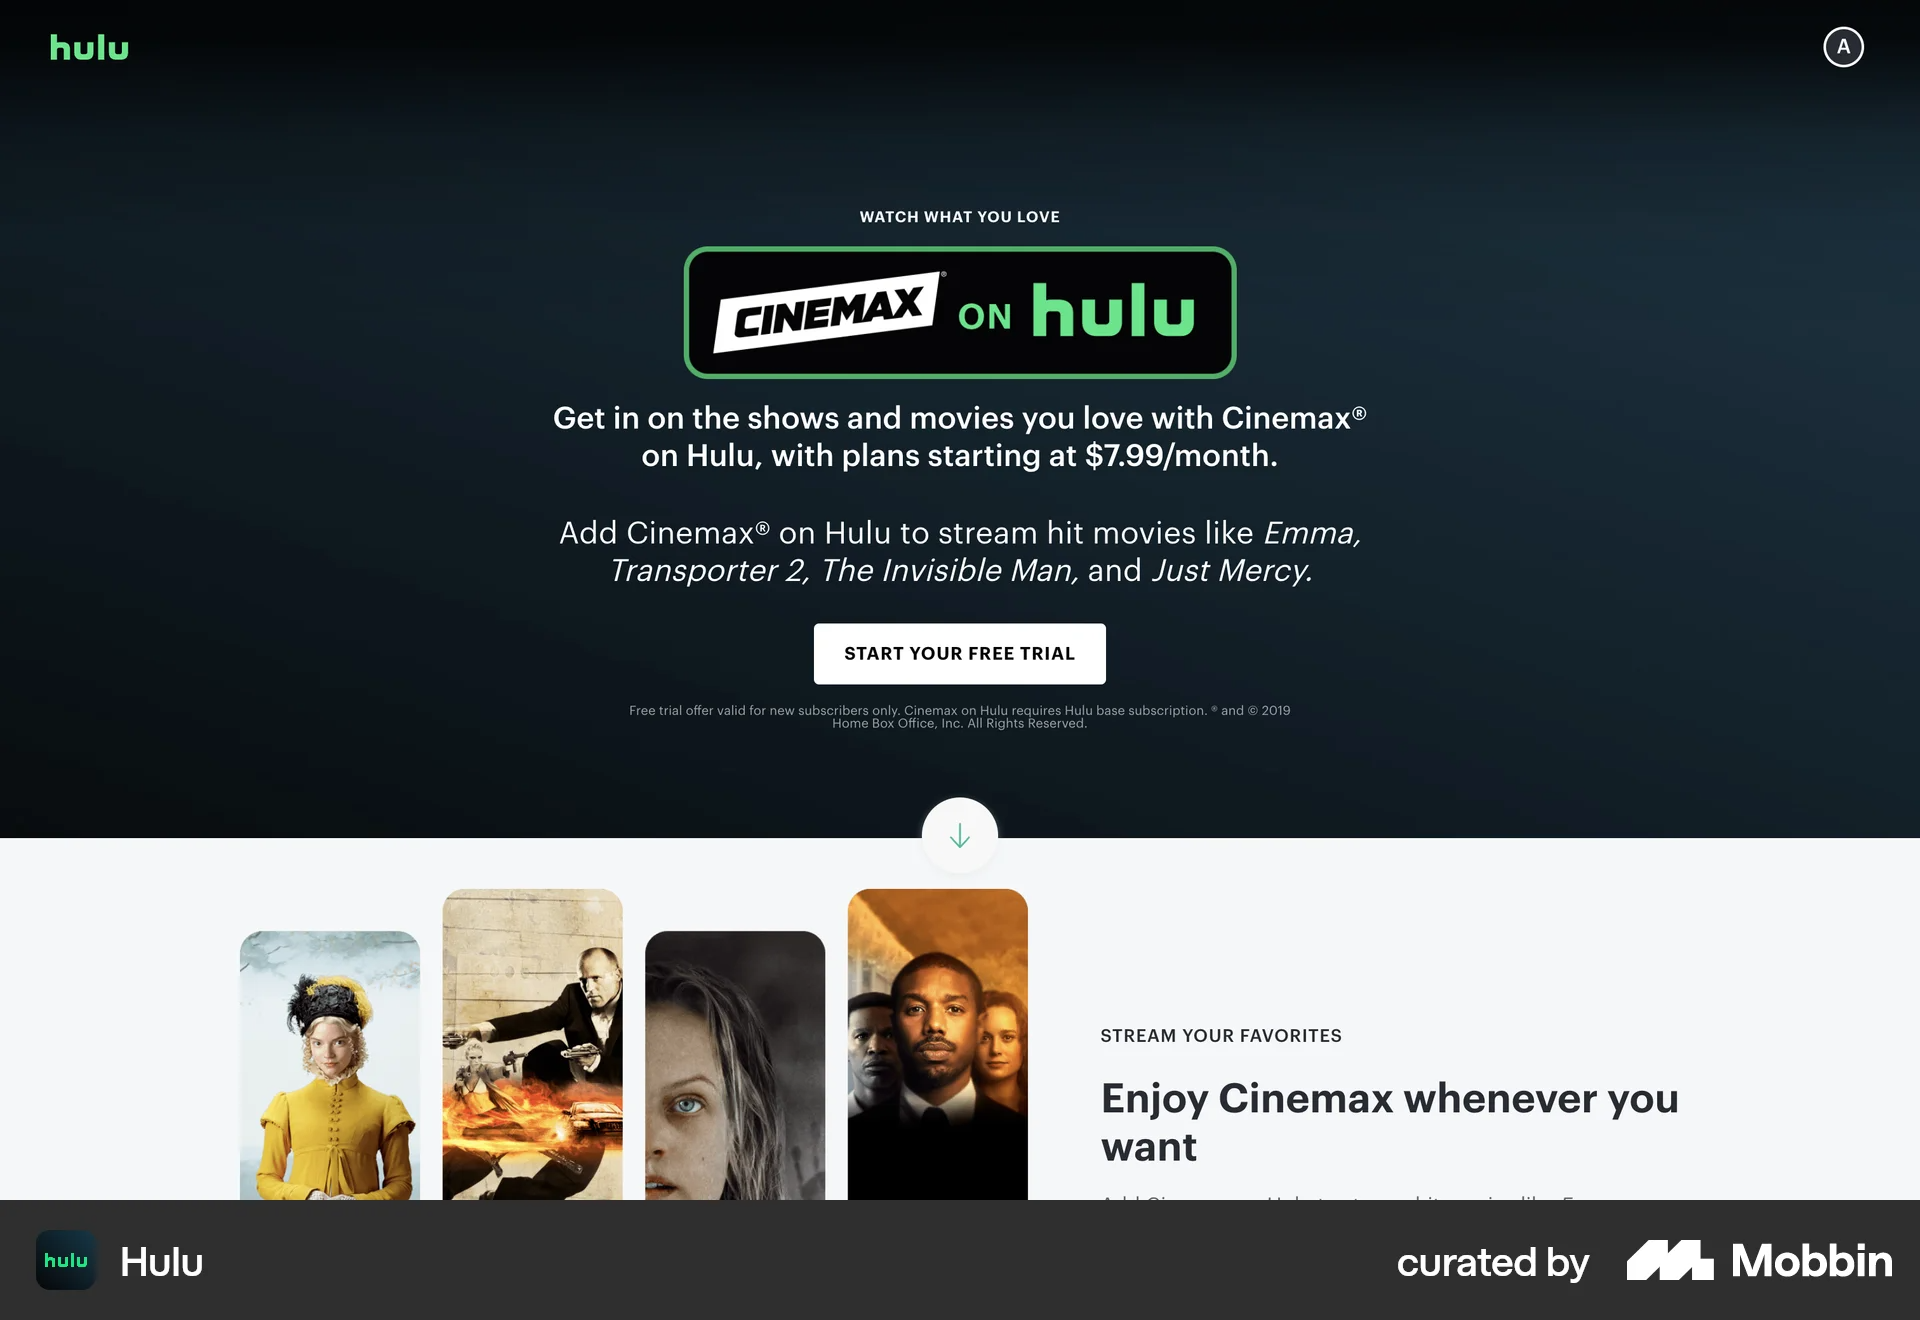 hulu
A
WATCH WHAT YOU LOVE
CINEMAX® ON hulu
Get in on the shows and movies you love with Cinemax®
on Hulu, with plans starting at $7.99/month.
Add Cinemax® on Hulu to stream hit movies like Emma,
Transporter 2, The Invisible Man, and Just Mercy.
START YOUR FREE TRIAL
Free trial offer valid for new subscribers only. Cinemax on Hulu requires Hulu base subscription. ® and © 2019
Home Box Office, Inc. All Rights Reserved.
STREAM YOUR FAVORITES
Enjoy Cinemax whenever you
want
hulu
Hulu
curated by
Mobbin